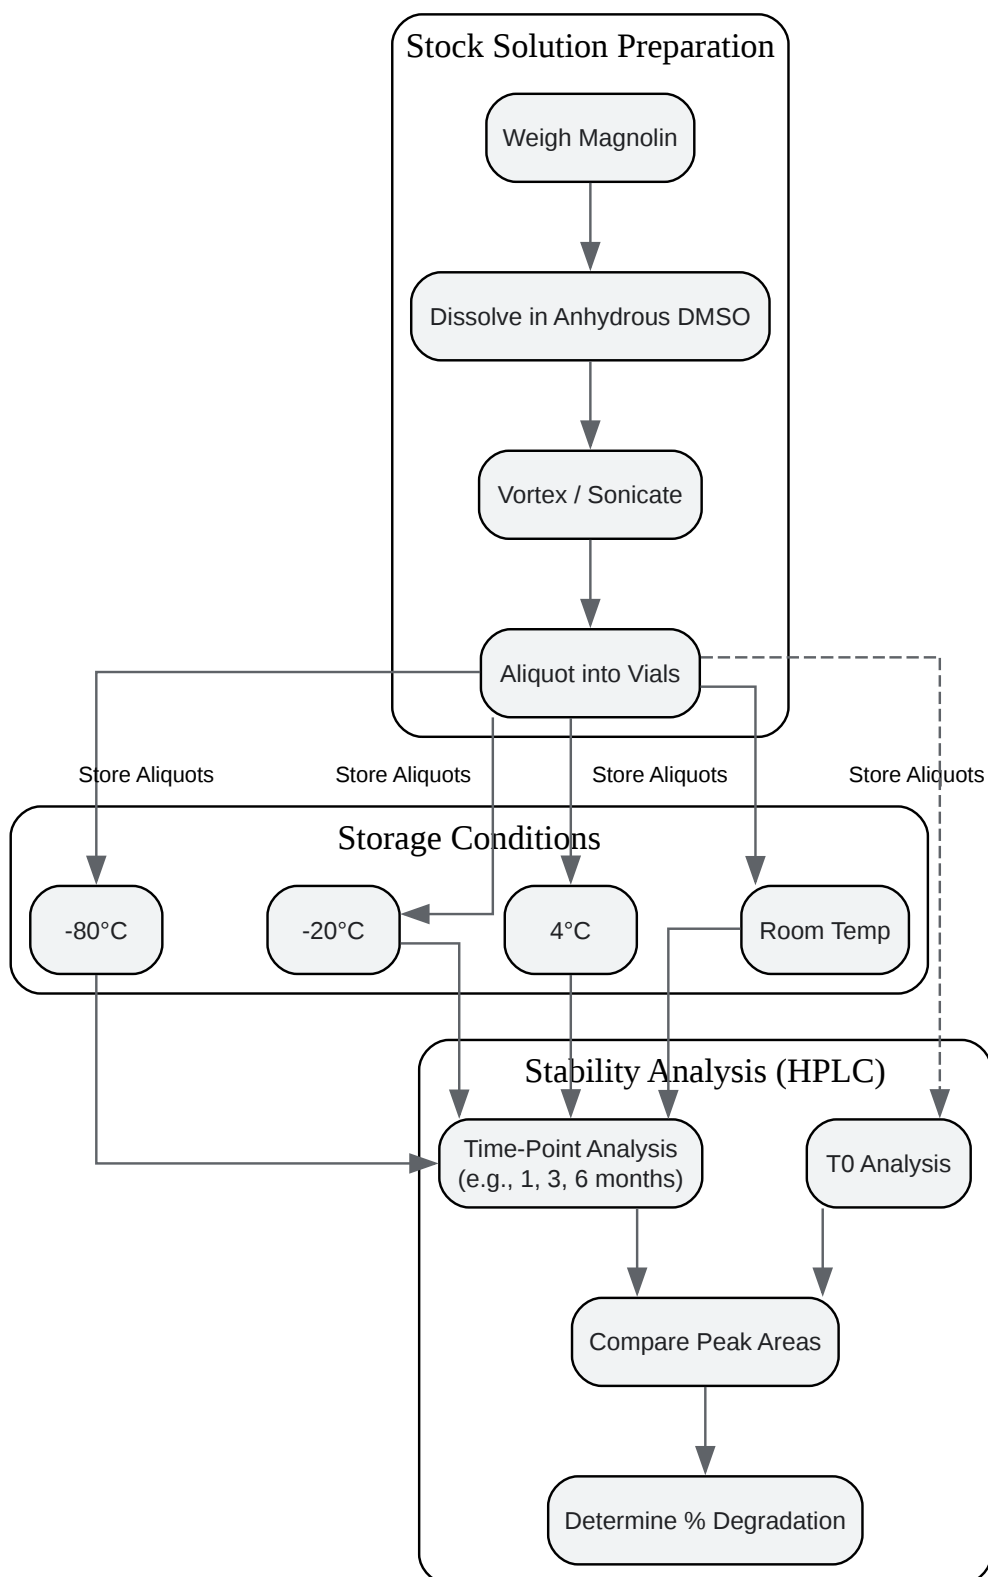 Stock Solution Preparation
Weigh Magnolin
Dissolve in Anhydrous DMSO
Vortex / Sonicate
Aliquot into Vials
Store Aliquots
Store Aliquots
Store Aliquots
Store Aliquots
Storage Conditions
-80°C
-20°C
4°C
Room Temp
Stability Analysis (HPLC)
Time-Point Analysis
(e.g., 1, 3, 6 months)
T0 Analysis
Compare Peak Areas
Determine % Degradation